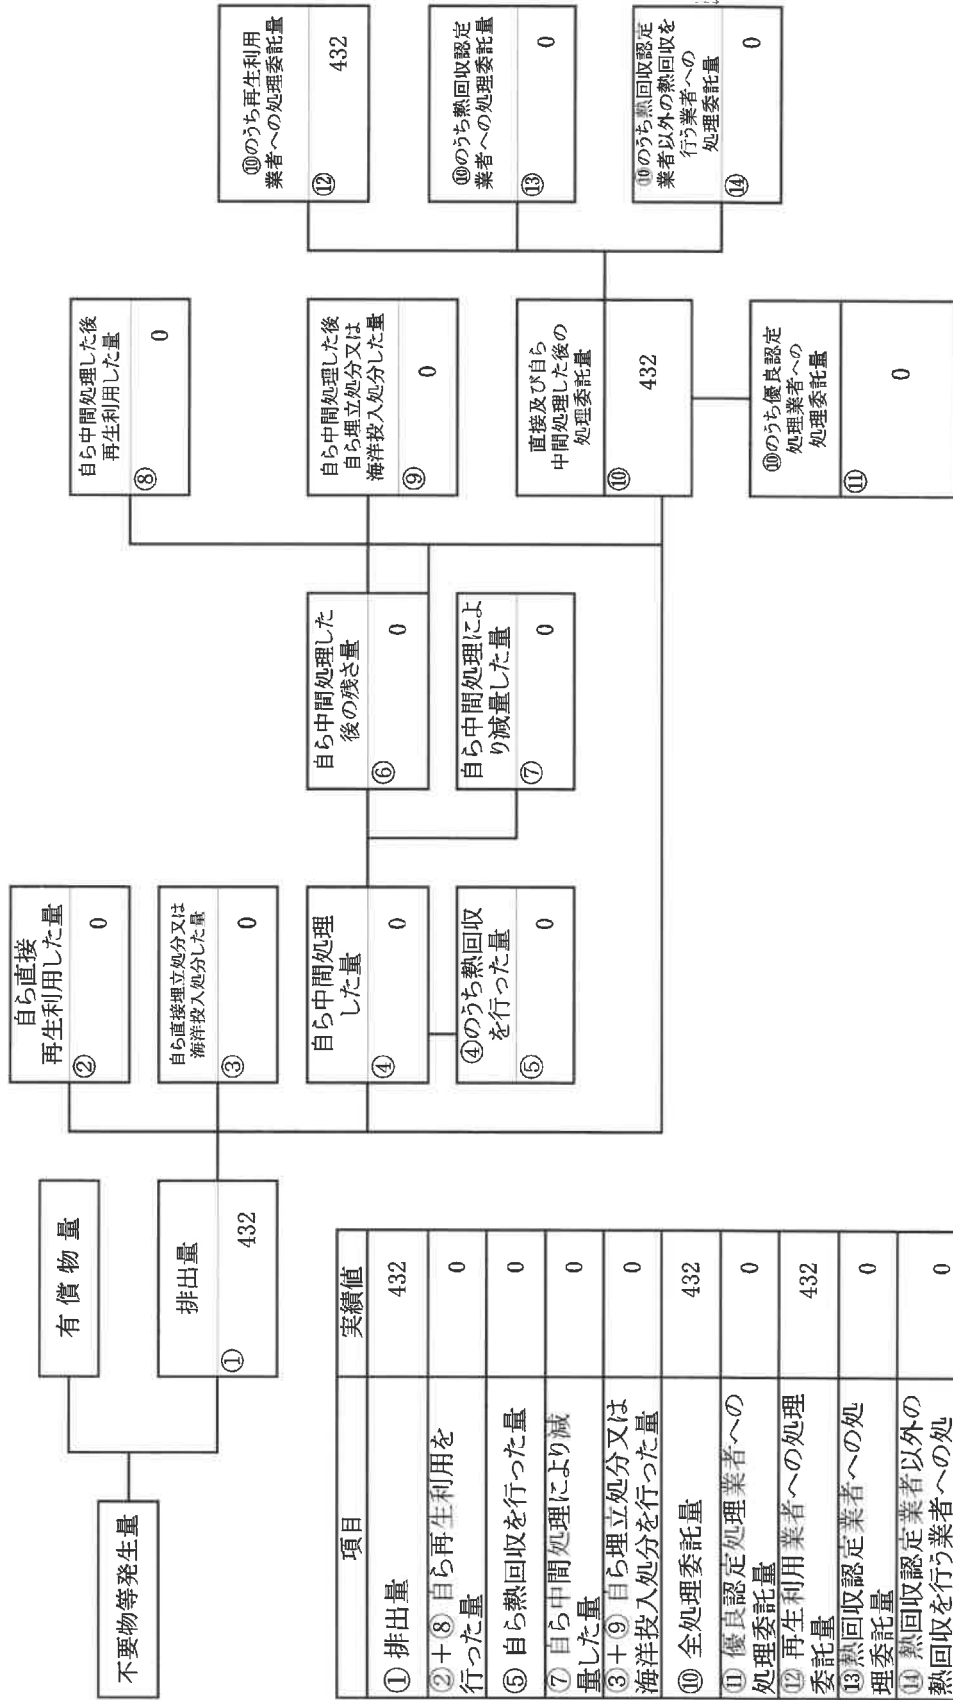 不要物等発生量
有償物量
排出量
①
432
自ら直接
再生利用した量
②
0
自ら直接埋立処分又は
海洋投入処分した量
③
0
自ら中間処理
した量
④
0
④のうち熱回収
を行った量
⑤
0
自ら中間処理した
後の残さ量
⑥
0
自ら中間処理によ
り減量した量
⑦
0
自ら中間処理した後
再生利用した量
⑧
0
自ら中間処理した後
自ら埋立処分又は
海洋投入処分した量
⑨
0
直接及び自ら
中間処理した後の
処理委託量
⑩
432
⑩のうち優良認定
処理業者への
処理委託量
⑪
0
⑩のうち再生利用
業者への処理委託量
⑫
432
⑩のうち熱回収認定
業者への処理委託量
⑬
0
⑩のうち熱回収認定
業者以外の熱回収を
行う業者への
処理委託量
⑭
0
項目 実績値
①排出量 432
②+⑧ 自ら再生利用を
行った量 0
⑤ 自ら熱回収を行った量 0
⑦ 自ら中間処理により減
量した量 0
③+⑨ 自ら埋立処分又は
海洋投入処分を行った量 0
⑩ 全処理委託量 432
⑪ 優良認定処理業者への
処理委託量 0
⑫ 再生利用業者への処理
委託量 432
⑬熱回収認定業者への処
理委託量 0
⑭ 熱回収認定業者以外の
熱回収を行う業者への処 0